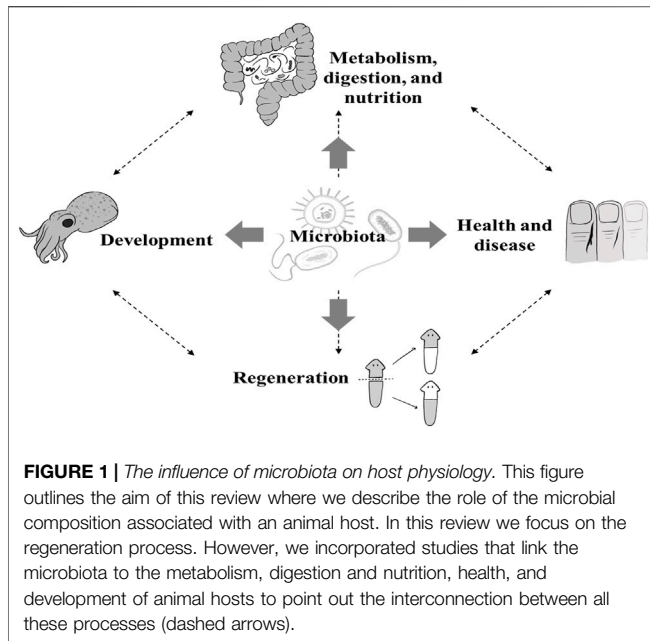 Metabolism,
digestion, and
nutrition
Development
Microbiota
Health and
disease
Regeneration
FIGURE 1 | The influence of microbiota on host physiology. This figure
outlines the aim of this review where we describe the role of the microbial
composition associated with an animal host. In this review we focus on the
regeneration process. However, we incorporated studies that link the
microbiota to the metabolism, digestion and nutrition, health, and
development of animal hosts to point out the interconnection between all
these processes (dashed arrows).